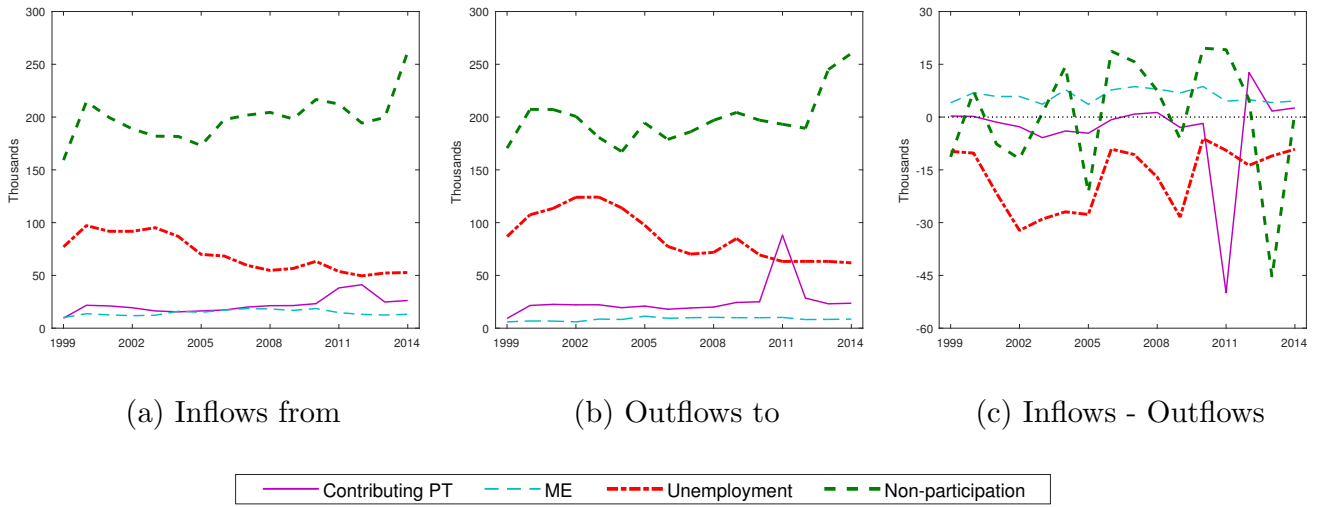 300
250
200
150
100
50
0
Thousands
1999 2002 2005 2008 2011 2014
(a) Inflows from
300
250
200
150
100
50
0
Thousands
1999 2002 2005 2008 2011 2014
(b) Outflows to
30
15
0
-15
-30
-45
-60
Thousands
1999 2002 2005 2008 2011 2014
(c) Inflows - Outflows
Contributing PT ME Unemployment Non-participation